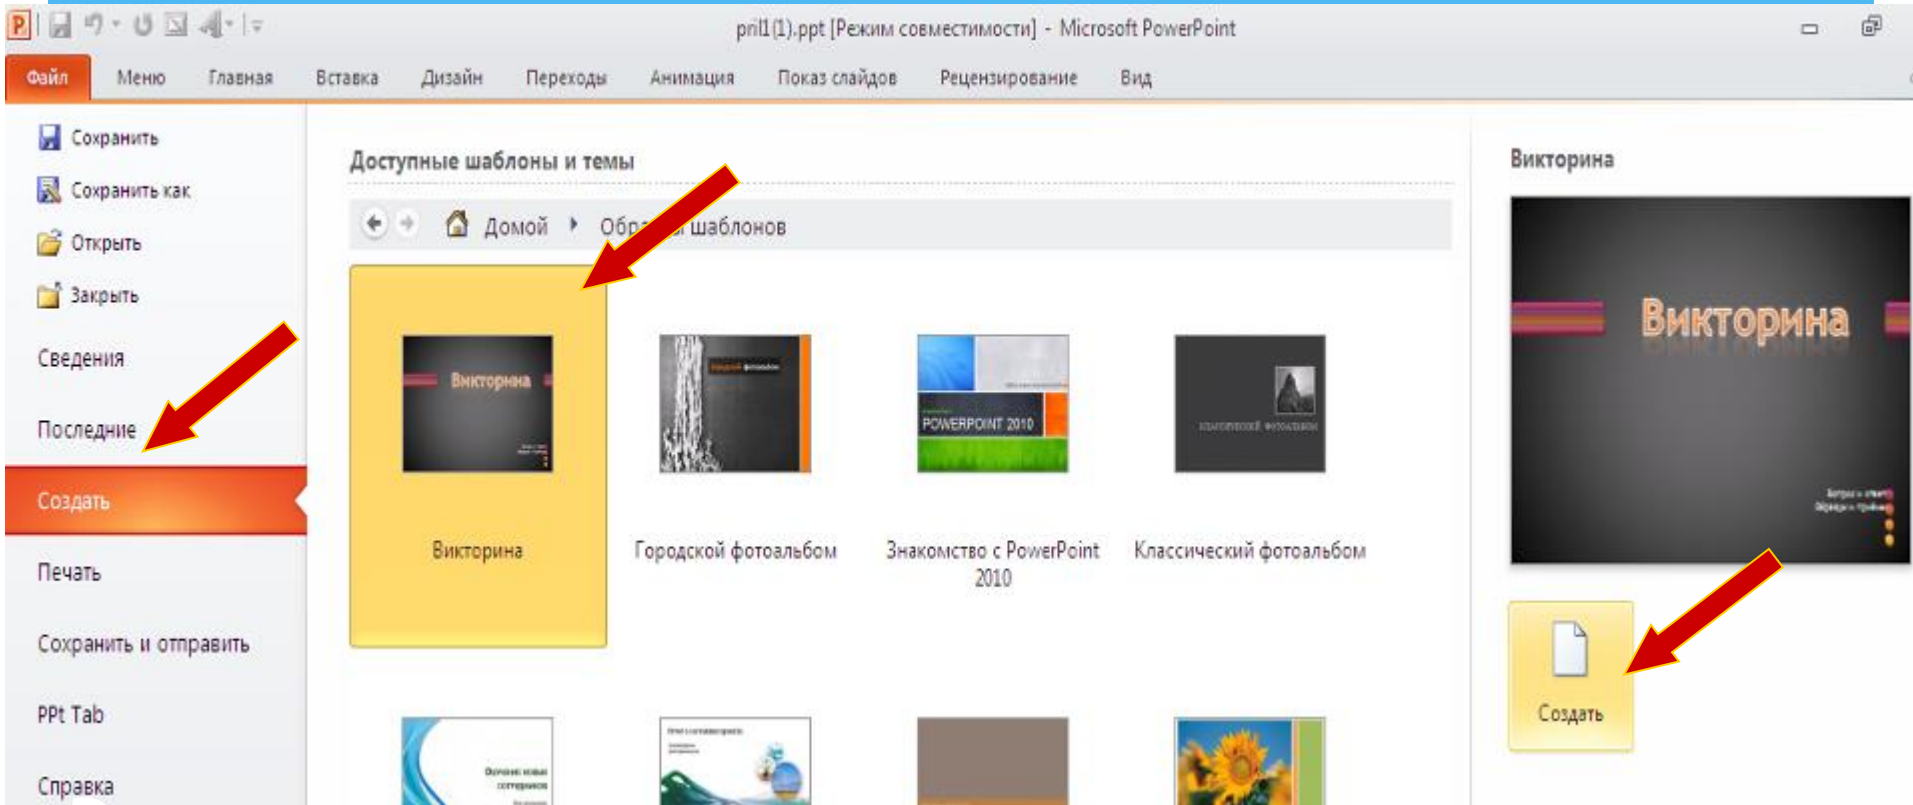 pril1(1).ppt [Режим совместимости] - Microsoft PowerPoint
Файл Меню Главная Вставка Дизайн Переходы Анимация Показ слайдов Рецензирование Вид
Сохранить
Сохранить как
Открыть
Закрыть
Сведения
Последние
Создать
Печать
Сохранить и отправить
PPt Tab
Справка
Доступные шаблоны и темы
Домой
шаблонов
Викторина
Викторина
Городской фотоальбом
POWERPOINT 2010
Знакомство с PowerPoint
2010
КЛАССИЧЕСКИЙ ФОТОАЛЬБОМ
Классический фотоальбом
Викторина
Викторина
Создать